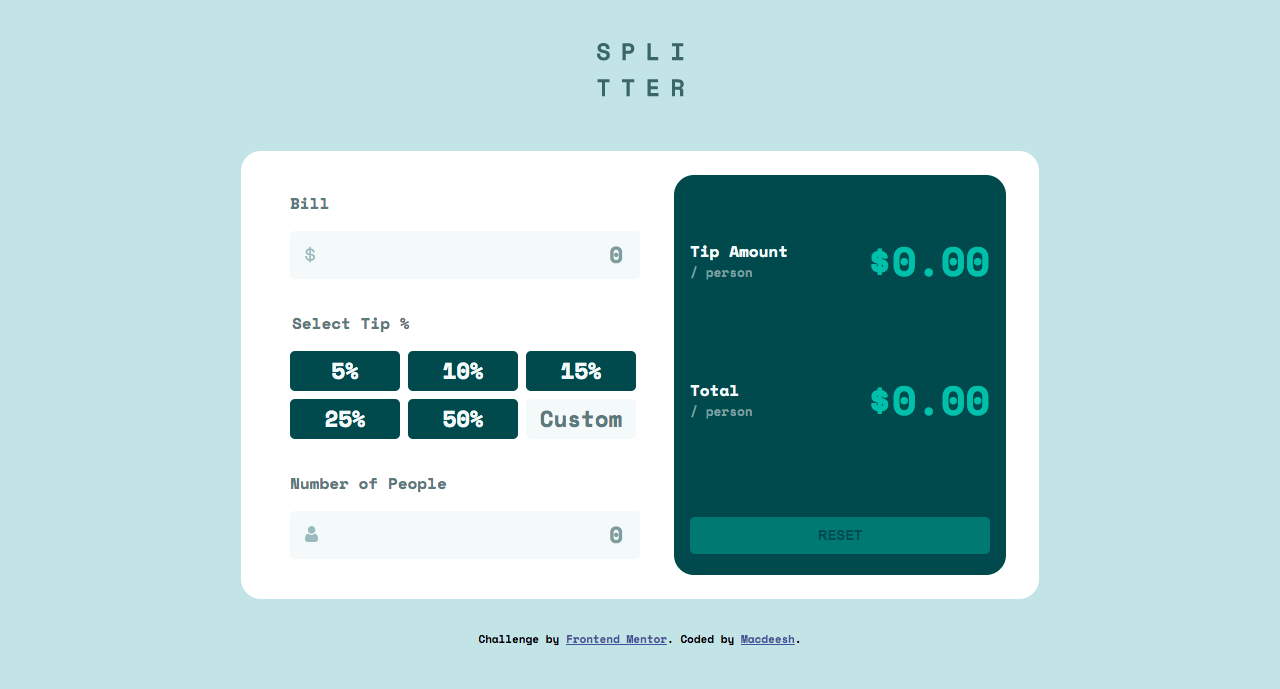 SPLI
TTER
Bill
$ 0
Select Tip %
5% 10% 15%
25% 50% Custom
Number of People
0
Tip Amount
/ person
$0.00
Total
/ person
$0.00
RESET
Challenge by Frontend Mentor. Coded by Macdeesh.